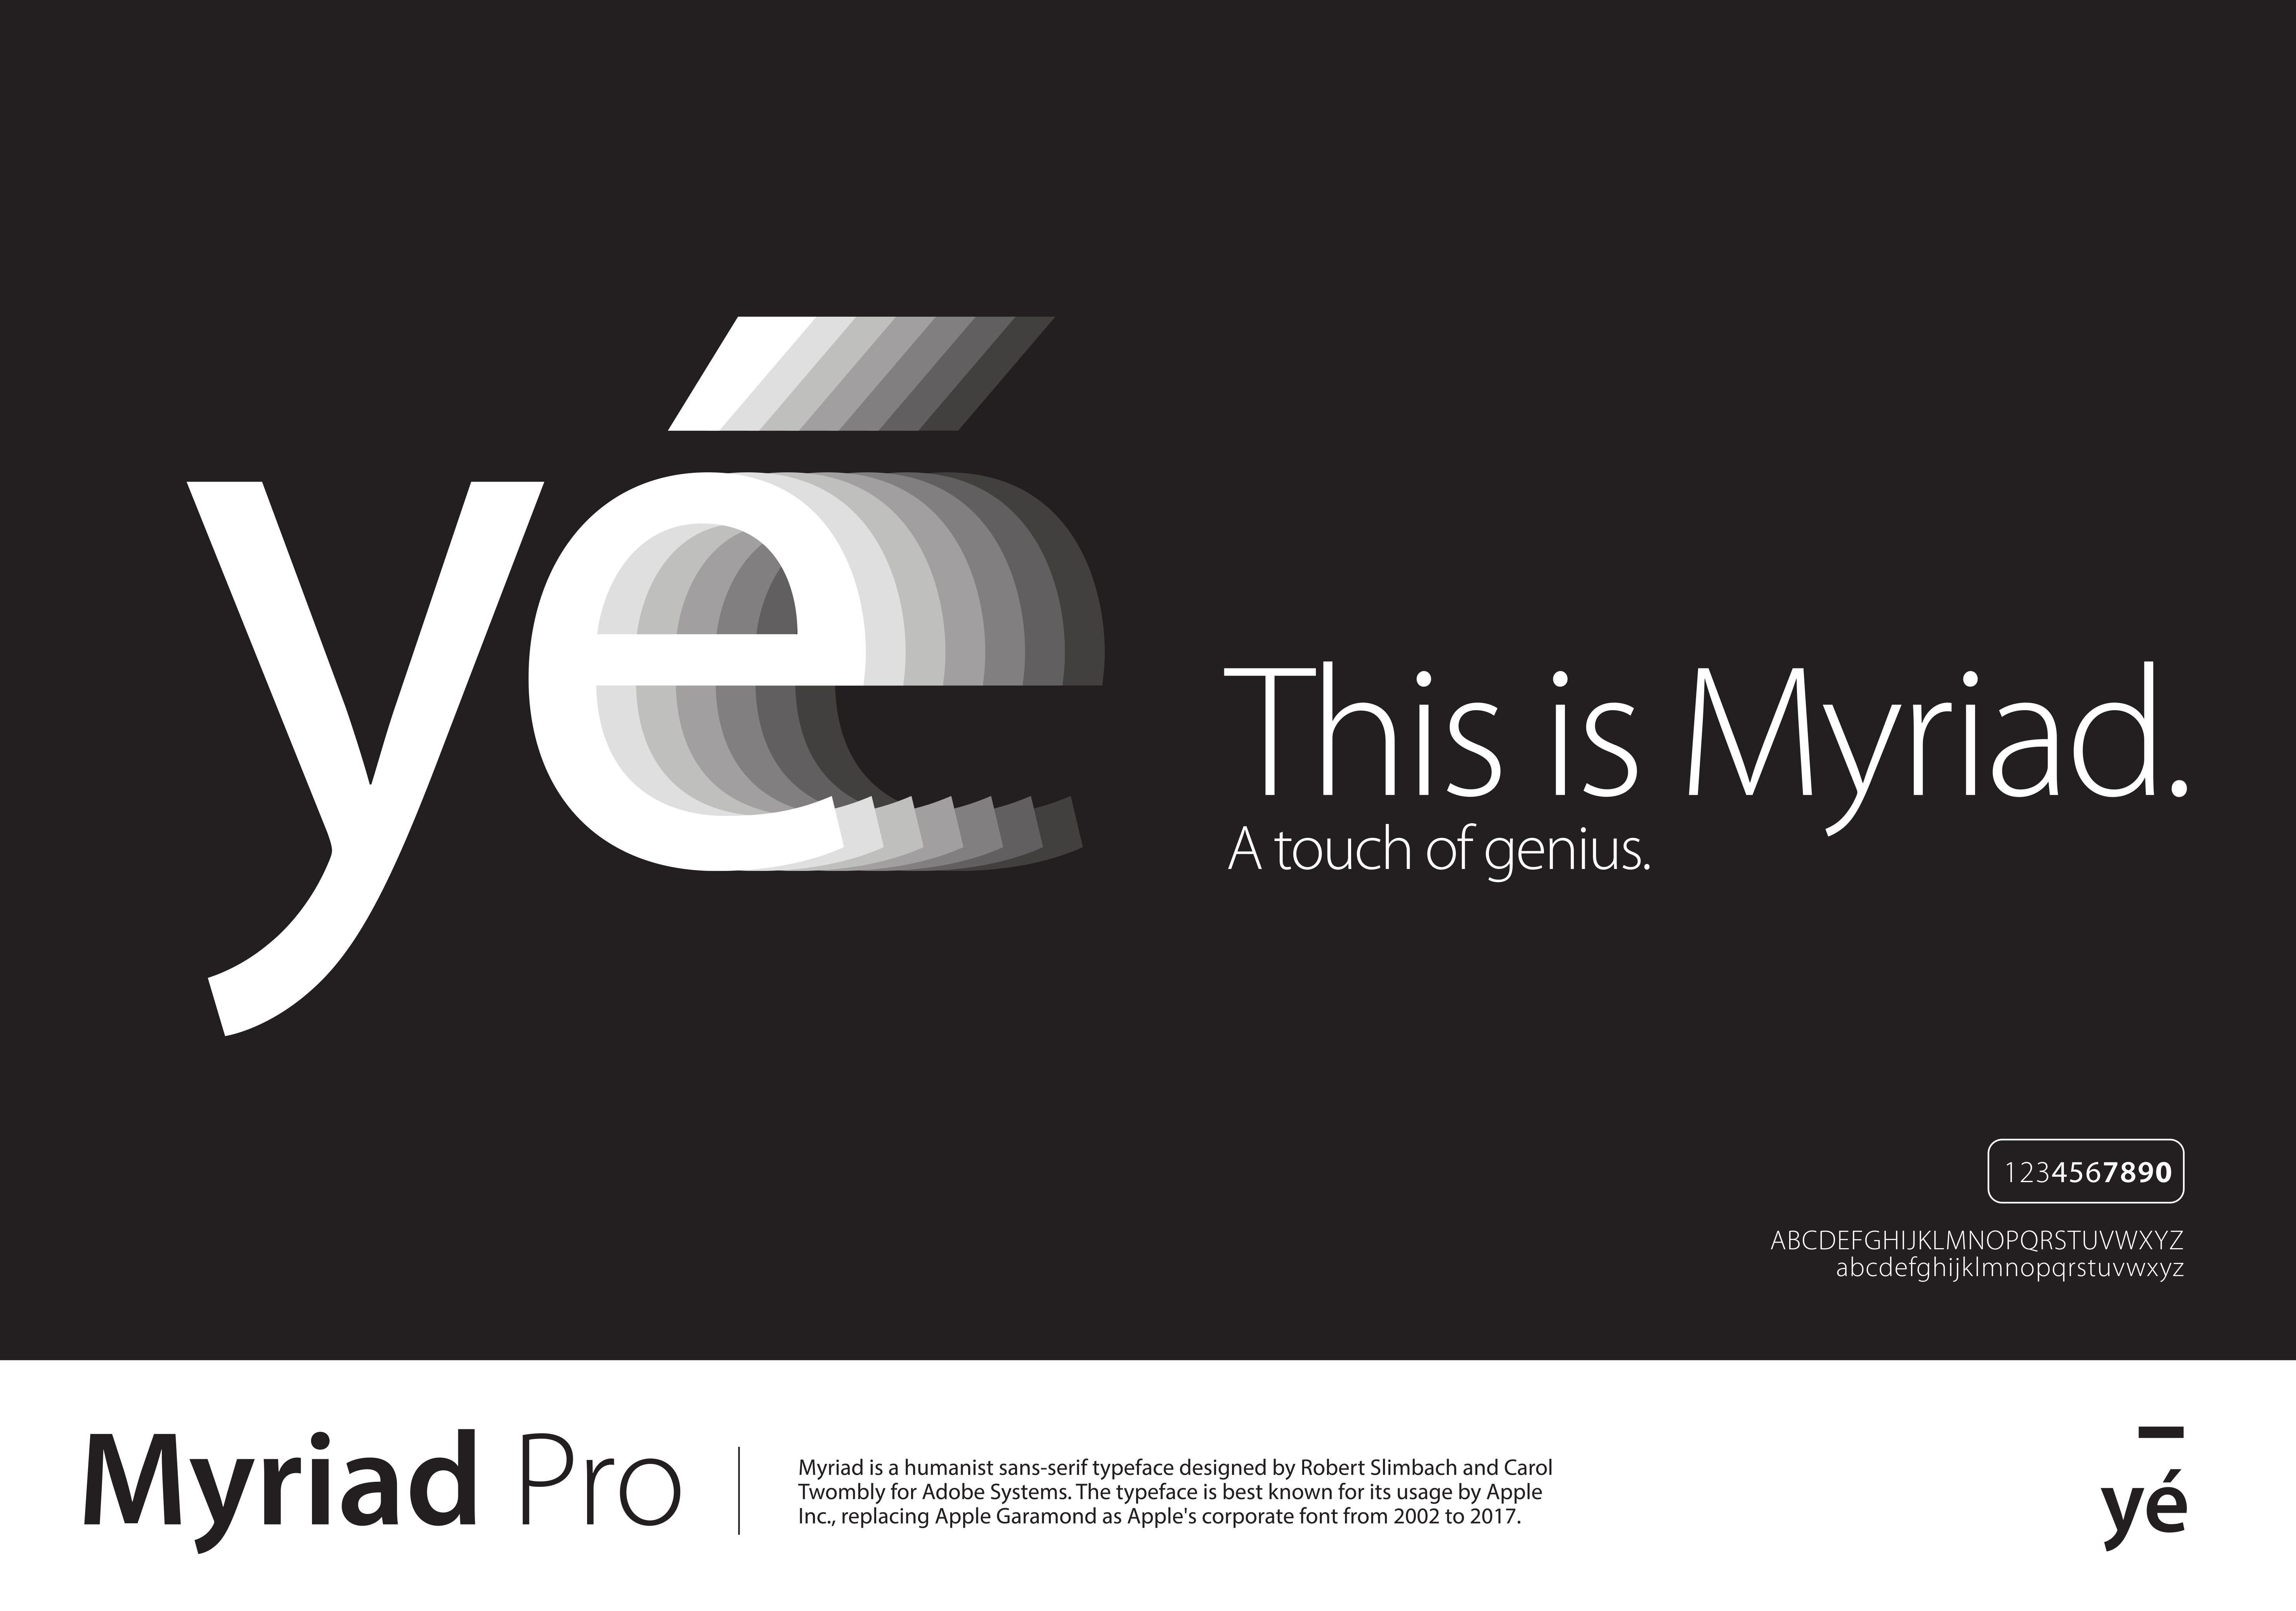 yé
This is Myriad.
A touch of genius.
1234567890
ABCDEFGHIJKLMNOPQRSTUVWXYZ
abcdefghijklmnopqrstuvwxyz
Myriad Pro
Myriad is a humanist sans-serif typeface designed by Robert Slimbach and Carol
Twombly for Adobe Systems. The typeface is best known for its usage by Apple
Inc., replacing Apple Garamond as Apple's corporate font from 2002 to 2017.
yé